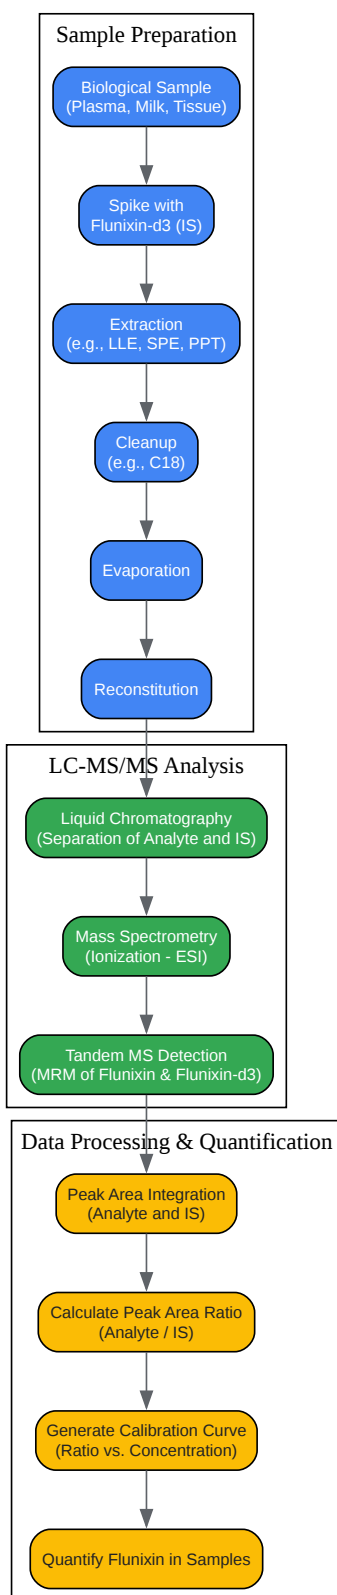 Sample Preparation
Biological Sample
(Plasma, Milk, Tissue)
Spike with
Flunixin-d3 (IS)
Extraction
(e.g., LLE, SPE, PPT)
Cleanup
(e.g., C18)
Evaporation
Reconstitution
LC-MS/MS Analysis
Liquid Chromatography
(Separation of Analyte and IS)
Mass Spectrometry
(Ionization - ESI)
Tandem MS Detection
(MRM of Flunixin & Flunixin-d3)
Data Processing & Quantification
Peak Area Integration
(Analyte and IS)
Calculate Peak Area Ratio
(Analyte / IS)
Generate Calibration Curve
(Ratio vs. Concentration)
Quantify Flunixin in Samples